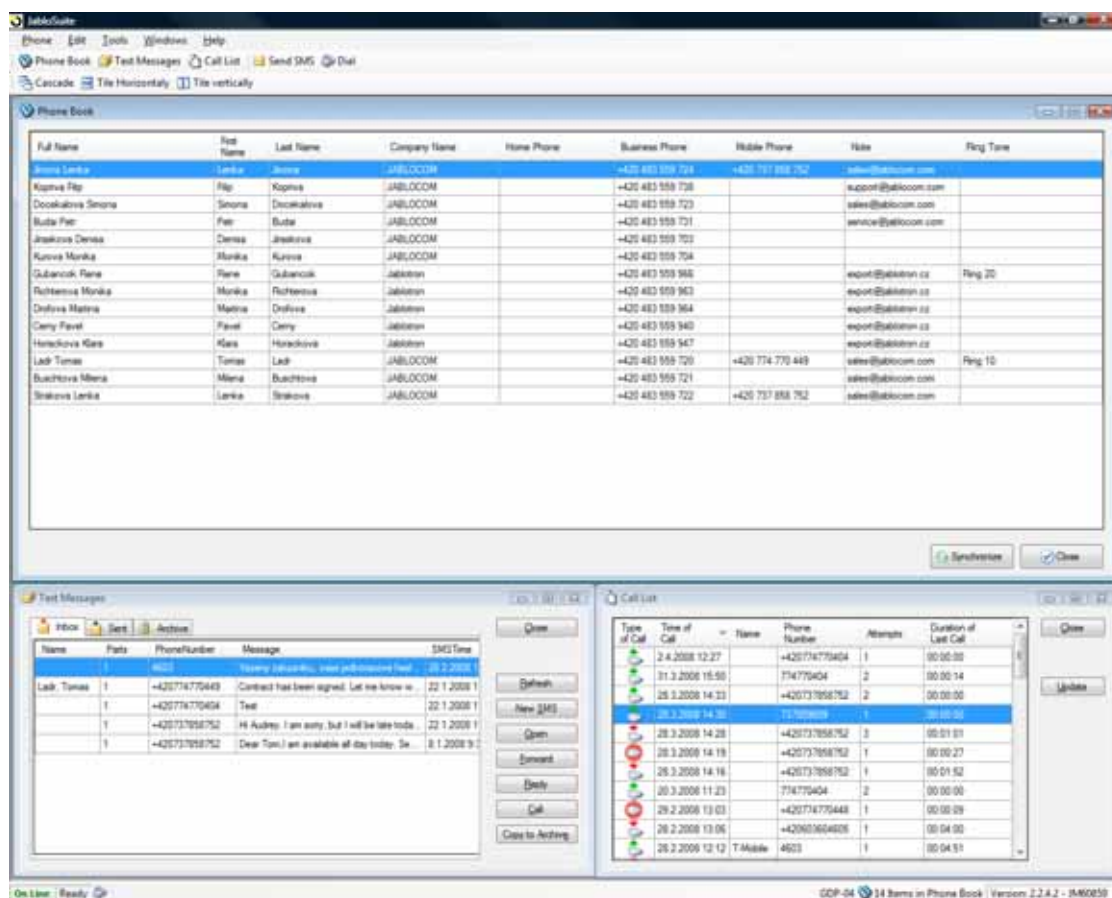 JabloSuite
Phone Edit Tools Windows Help
Phone Book Text Messages Call List Send SMS Dial
Cascade Tile Horizontaly Tile vertically
Phone Book
Full Name First Name Last Name Company Name Home Phone Business Phone Mobile Phone Note Ring Tone
Jirova Lenka Lenka Jirova JABLOCOM +420 483 559 724 +420 737 858 752 sales@jablocom.com
Kopriva Filip Filip Kopriva JABLOCOM +420 483 559 738 support@jablocom.com
Docekalova Simona Simona Docekalova JABLOCOM +420 483 559 723 sales@jablocom.com
Budai Petr Petr Budai JABLOCOM +420 483 559 731 service@jablocom.com
Jiraskova Denisa Denisa Jiraskova JABLOCOM +420 483 559 703
Kurova Monika Monika Kurova JABLOCOM +420 483 559 704
Gubancok Rene Rene Gubancok Jablotron +420 483 559 966 export@jablotron.cz Ring 20
Richterova Monika Monika Richterova Jablotron +420 483 559 963 export@jablotron.cz
Drofova Martina Martina Drofova Jablotron +420 483 559 964 export@jablotron.cz
Cerny Pavel Pavel Cerny Jablotron +420 483 559 940 export@jablotron.cz
Horackova Klara Klara Horackova Jablotron +420 483 559 947 export@jablotron.cz
Ladr Tomas Tomas Ladr JABLOCOM +420 483 559 720 +420 774 770 449 sales@jablocom.com Ring 10
Buachtova Milena Milena Buachtova JABLOCOM +420 483 559 721 sales@jablocom.com
Strakova Lenka Lenka Strakova JABLOCOM +420 483 559 722 +420 737 858 752 sales@jablocom.com
Synchronize Close
Text Messages
Inbox Sent Archive
Name Parts PhoneNumber Message SMSTime
1 4603 28.2.2008 1
Ladr, Tomas 1 +420774770449 Contract has been signed. Let me know w... 22.1.2008 1
1 +420774770404 Test 22.1.2008 1
1 +420737858752 Hi Audrey. I am sorry, but I will be late toda... 22.1.2008 1
1 +420737858752 Dear Tom,I am available all day today. Se... 8.1.2008 9:
Close
Refresh
New SMS
Open
Forward
Reply
Call
Copy to Archive
Call List
Type of Call Time of Call Name Phone Number Attempts Duration of Last Call
2.4.2008 12:27 +420774770404 1 00:00:00
31.3.2008 15:50 774770404 2 00:00:14
28.3.2008 14:33 +420737858752 2 00:00:00
28.3.2008 14:30 1 00:00:00
28.3.2008 14:28 +420737858752 3 00:01:01
28.3.2008 14:19 +420737858752 1 00:00:27
28.3.2008 14:16 +420737858752 1 00:01:52
20.3.2008 11:23 774770404 2 00:00:00
29.2.2008 13:03 +420774770448 1 00:00:09
28.2.2008 13:06 +420603604605 1 00:04:00
28.2.2008 12:12 T-Mobile 4603 1 00:04:51
Close
Update
On Line Ready
GDP-04 14 Items in Phone Book Version: 2.2.4.2 - IM60850